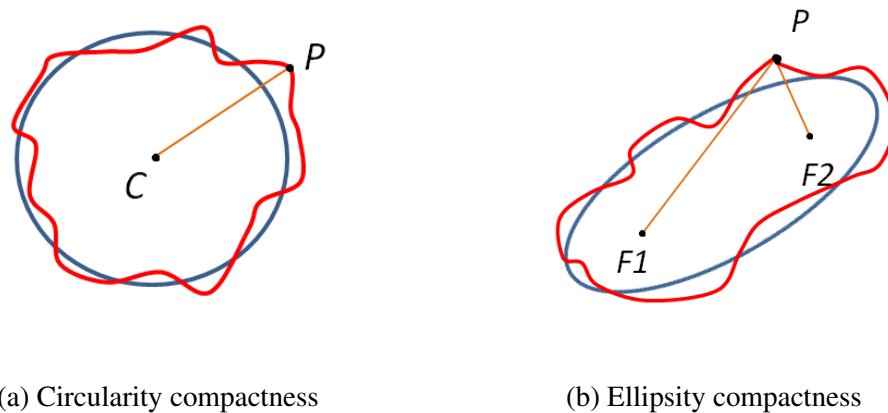 P
C
P
F2
F1
(a) Circularity compactness
(b) Ellipsity compactness